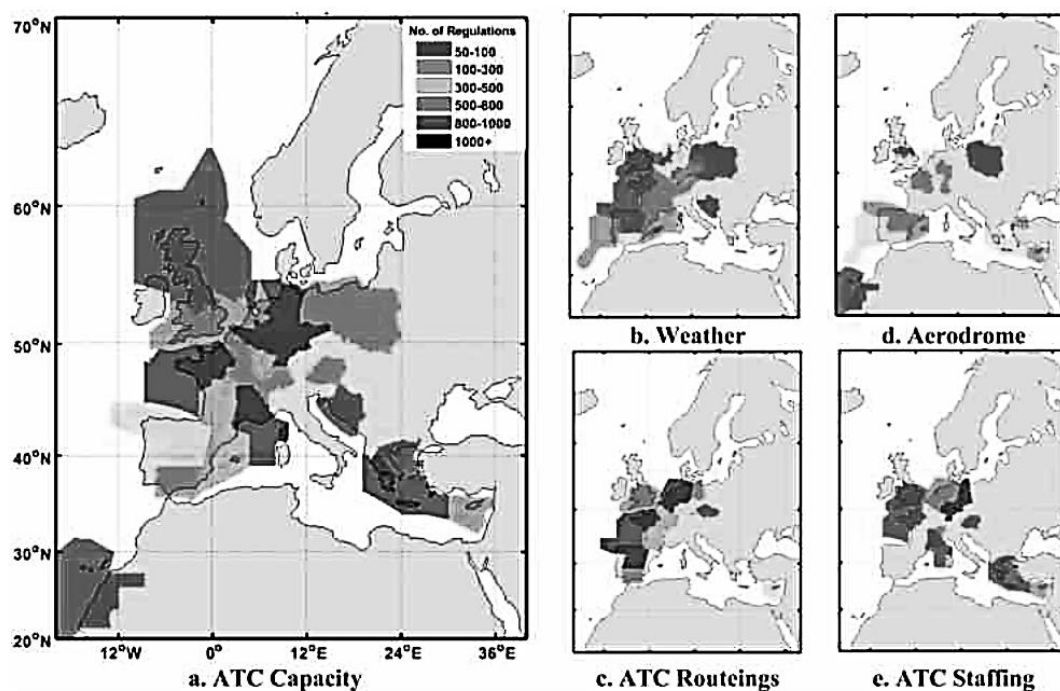 70°N
60°N
50°N
40°N
30°N
20°N
12°W
0°
12°E
24°E
36°E
No. of Regulations
50-100
100-300
300-500
500-800
800-1000
1000+
a. ATC Capacity
b. Weather
d. Aerodrome
c. ATC Routeings
e. ATC Staffing